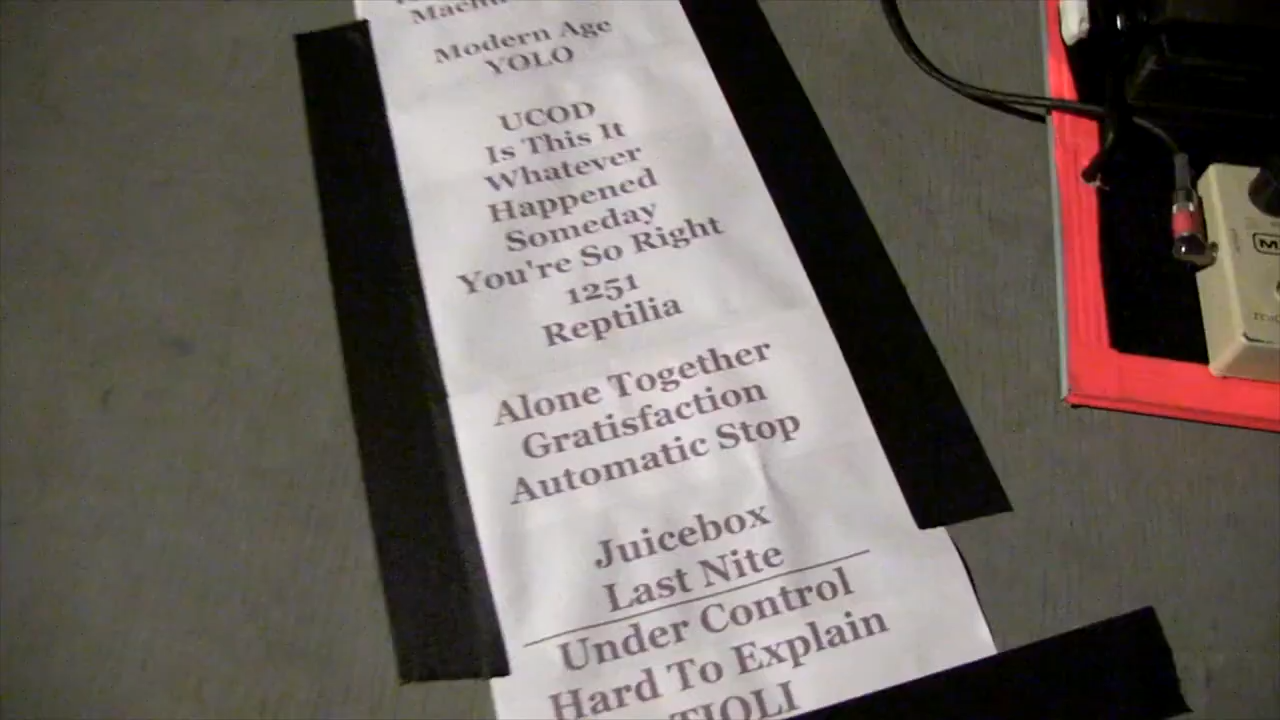 Modern Age
YOLO
UCOD
Is This It
Whatever
Happened
Someday
You're So Right
1251
Reptilia
Alone Together
Gratisfaction
Automatic Stop
Juicebox
Last Nite
Under Control
Hard To Explain
TIOLI